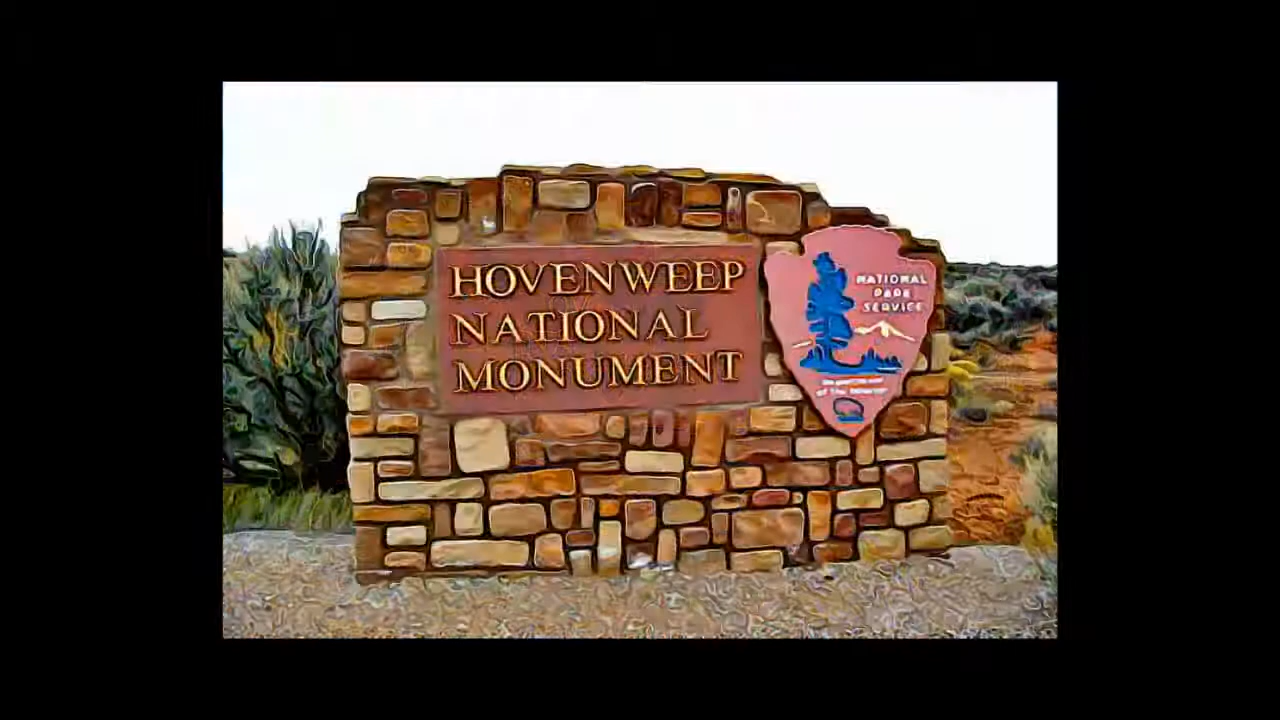 HOVENWEEP
NATIONAL
MONUMENT
NATIONAL
PARK
SERVICE